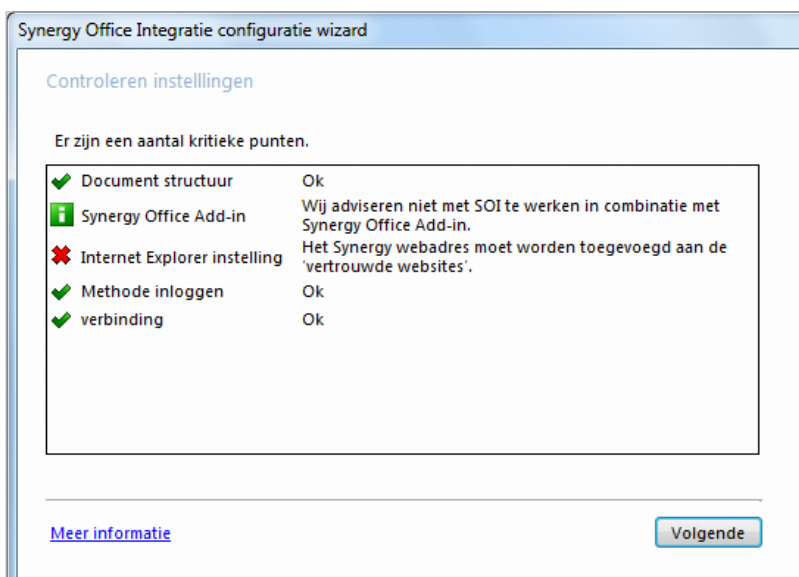 Synergy Office Integratie configuratie wizard
Controleren instelllingen
Er zijn een aantal kritieke punten.
Document structuur Ok
Synergy Office Add-in Wij adviseren niet met SOI te werken in combinatie met
Synergy Office Add-in.
Internet Explorer instelling Het Synergy webadres moet worden toegevoegd aan de
'vertrouwde websites'.
Methode inloggen Ok
verbinding Ok
Meer informatie Volgende